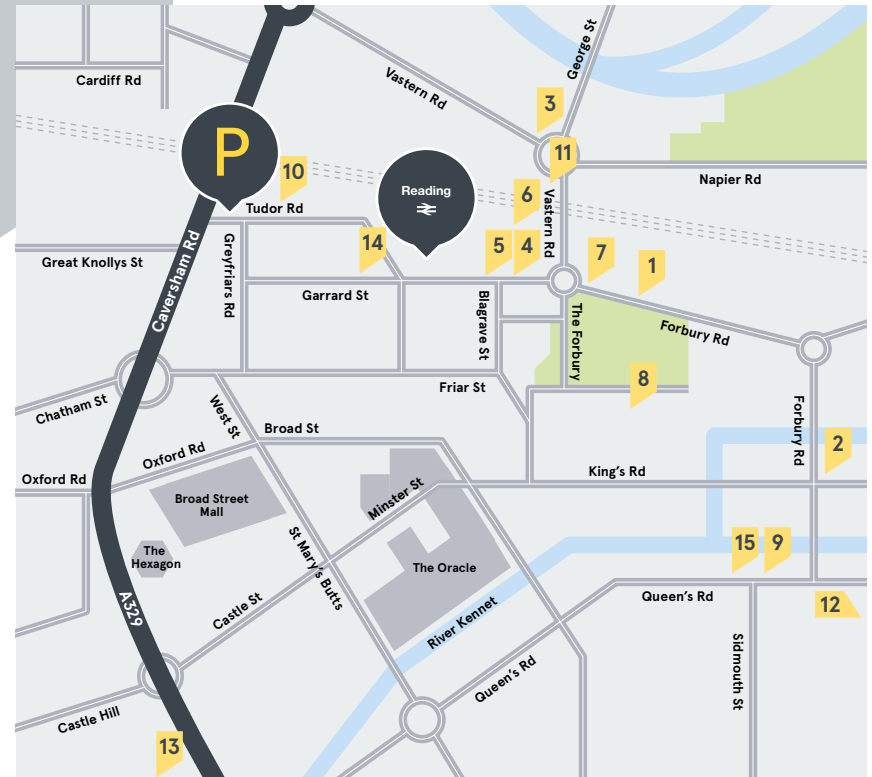 George St
Cardiff Rd
Vastern Rd
3
P
11
10
Reading
6
Napier Rd
Tudor Rd
Vastern Rd
14
5
4
7
1
Great Knollys St
Caversham Rd
Greyfriars Rd
Garrard St
Blagrave St
The Forbury
Forbury Rd
Friar St
8
Chatham St
West St
Broad St
Forbury Rd
2
Oxford Rd
Oxford Rd
King's Rd
Broad Street
Mall
Minster St
The
Hexagon
St Mary's Butts
The Oracle
15
9
A329
Castle St
River Kennet
Queen's Rd
12
Sidmouth St
Queen's Rd
Castle Hill
13